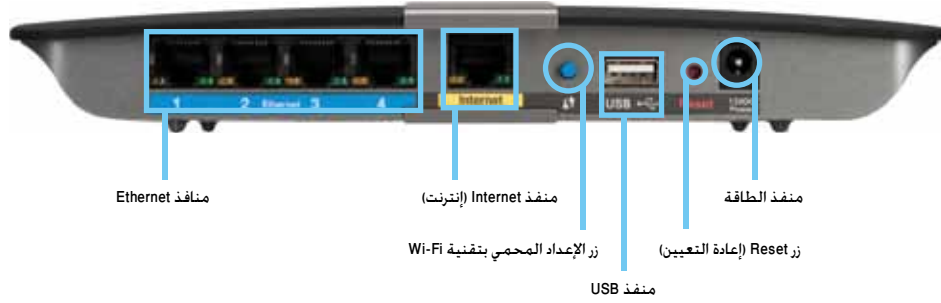 1 2 Ethernet 3 4
Internet
USB
Reset
12VDC
منافذ Ethernet
منفذ Internet (إنترنت)
منفذ الطاقة
زر الإعداد المحمي بتقنية Wi-Fi
زر Reset (إعادة التعيين)
منفذ USB